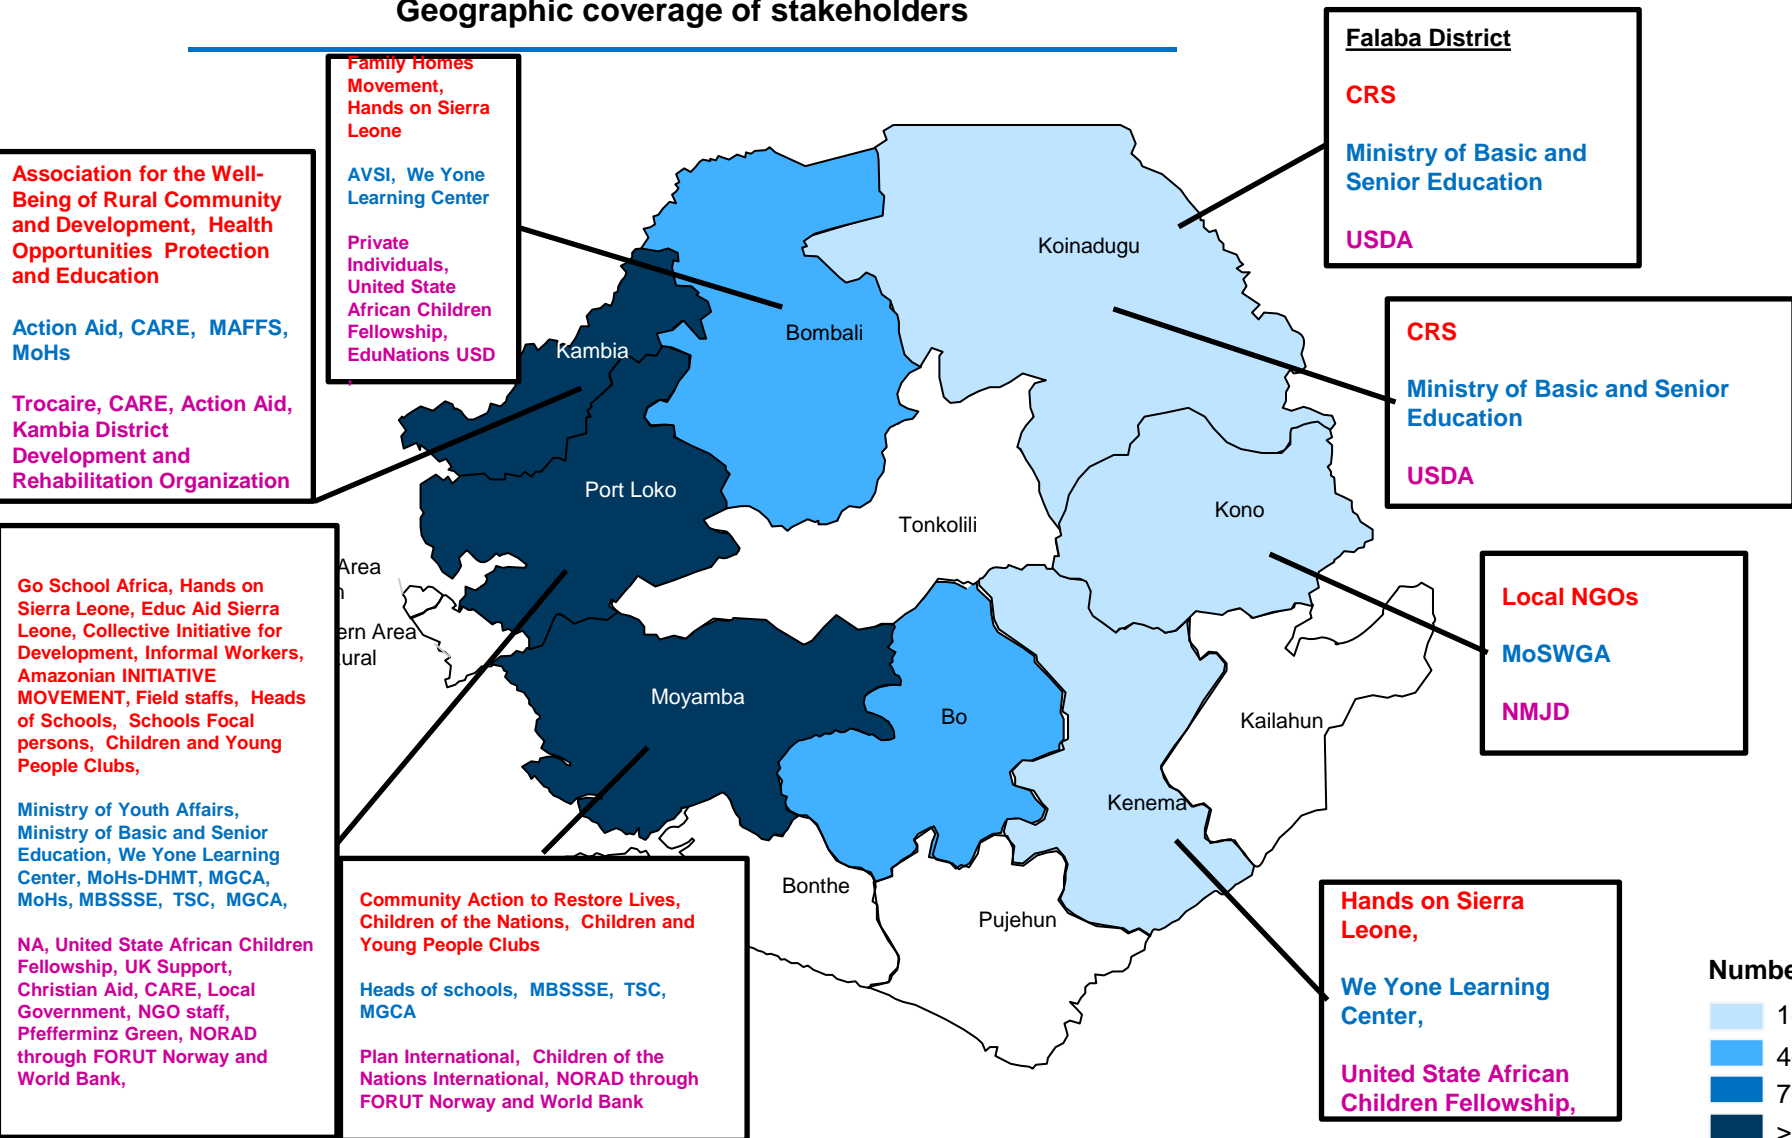 Geographic coverage of stakeholders
Family Homes
Movement,
Hands on Sierra
Leone
AVSI, We Yone
Learning Center
Private
Individuals,
United State
African Children
Fellowship,
EduNations USD
,
Falaba District
CRS
Ministry of Basic and
Senior Education
USDA
Association for the Well-
Being of Rural Community
and Development, Health
Opportunities Protection
and Education
Action Aid, CARE, MAFFS,
MoHs
Trocaire, CARE, Action Aid,
Kambia District
Development and
Rehabilitation Organization
CRS
Ministry of Basic and Senior
Education
USDA
Koinadugu
Bombali
Kambia
Port Loko
Tonkolili
Kono
Area
ern Area
ural
Moyamba
Bo
Kailahun
Kenema
Bonthe
Pujehun
Local NGOs
MoSWGA
NMJD
Go School Africa, Hands on
Sierra Leone, Educ Aid Sierra
Leone, Collective Initiative for
Development, Informal Workers,
Amazonian INITIATIVE
MOVEMENT, Field staffs, Heads
of Schools, Schools Focal
persons, Children and Young
People Clubs,
Ministry of Youth Affairs,
Ministry of Basic and Senior
Education, We Yone Learning
Center, MoHs-DHMT, MGCA,
MoHs, MBSSSE, TSC, MGCA,
NA, United State African Children
Fellowship, UK Support,
Christian Aid, CARE, Local
Government, NGO staff,
Pfefferminz Green, NORAD
through FORUT Norway and
World Bank,
Community Action to Restore Lives,
Children of the Nations, Children and
Young People Clubs
Heads of schools, MBSSSE, TSC,
MGCA
Plan International, Children of the
Nations International, NORAD through
FORUT Norway and World Bank
Hands on Sierra
Leone,
We Yone Learning
Center,
United State African
Children Fellowship,
Numbe
1
4
7
>